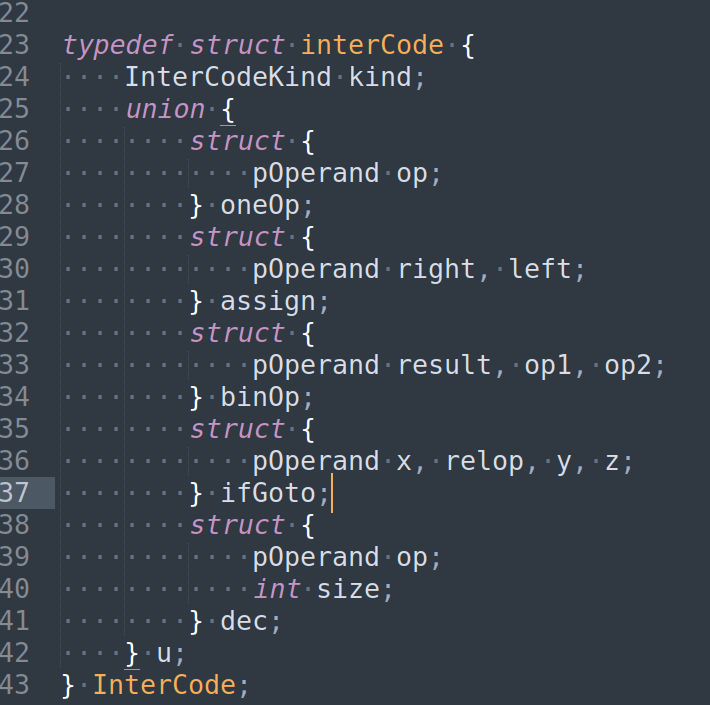 22
23 typedef struct interCode {
24     InterCodeKind kind;
25     union {
26         struct {
27             pOperand op;
28         } oneOp;
29         struct {
30             pOperand right, left;
31         } assign;
32         struct {
33             pOperand result, op1, op2;
34         } binOp;
35         struct {
36             pOperand x, relop, y, z;
37         } ifGoto;
38         struct {
39             pOperand op;
40             int size;
41         } dec;
42     } u;
43 } InterCode;